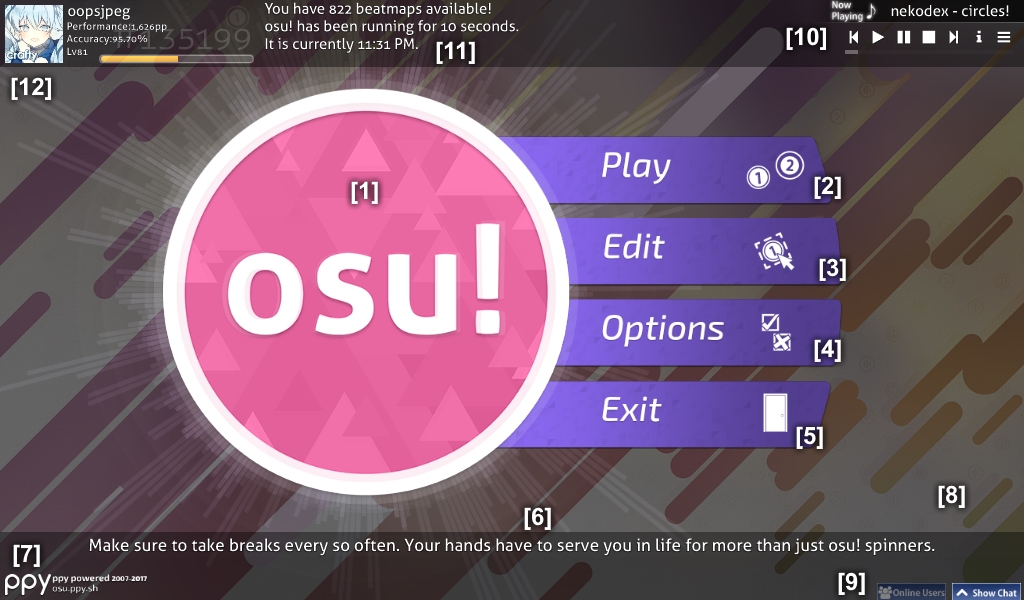 oopsjpeg
Performance:1,626pp
Accuracy:95.70%
Lv81
135199
crafty
You have 822 beatmaps available!
osu! has been running for 10 seconds.
It is currently 11:31 PM.
[11]
Now
Playing
nekodex - circles!
[10]
i
[12]
[1]
osu!
Play
1 2
[2]
Edit
1
[3]
Options
[4]
Exit
[5]
[8]
[6]
Make sure to take breaks every so often. Your hands have to serve you in life for more than just osu! spinners.
[7]
ppy
ppy powered 2007-2017
osu.ppy.sh
[9]
Online Users
Show Chat